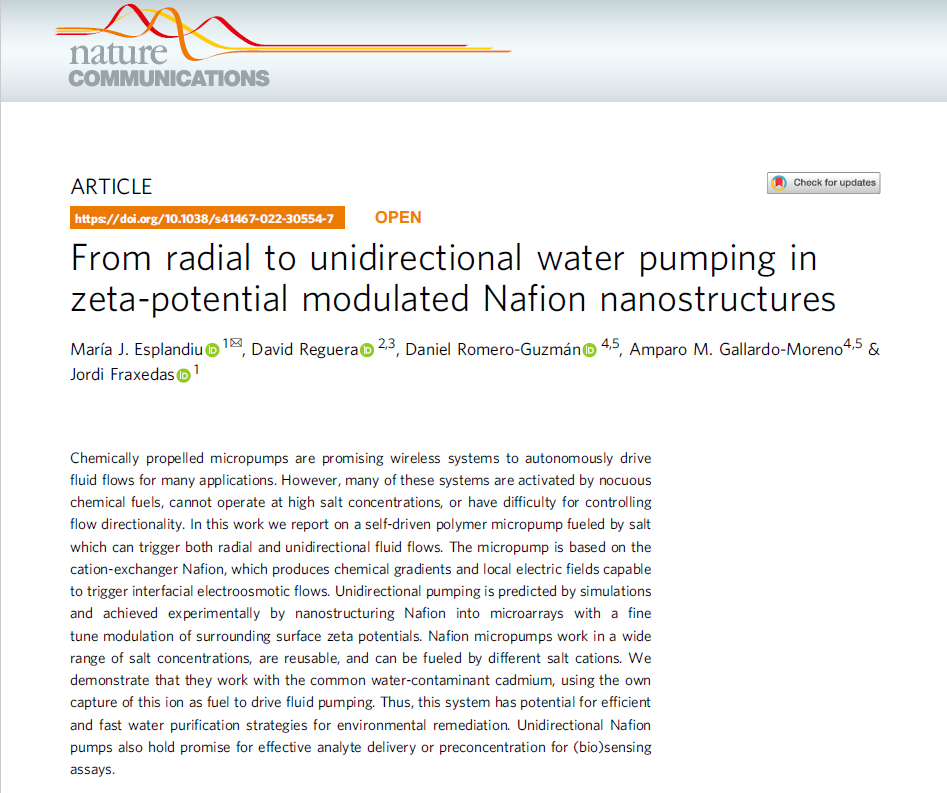 nature
COMMUNICATIONS
ARTICLE
Check for updates
https://doi.org/10.1038/s41467-022-30554-7 OPEN
From radial to unidirectional water pumping in
zeta-potential modulated Nafion nanostructures
María J. Esplandiu iD 1✉, David Reguera iD 2,3, Daniel Romero-Guzmán iD 4,5, Amparo M. Gallardo-Moreno4,5 &
Jordi Fraxedas iD 1
Chemically propelled micropumps are promising wireless systems to autonomously drive
fluid flows for many applications. However, many of these systems are activated by nocuous
chemical fuels, cannot operate at high salt concentrations, or have difficulty for controlling
flow directionality. In this work we report on a self-driven polymer micropump fueled by salt
which can trigger both radial and unidirectional fluid flows. The micropump is based on the
cation-exchanger Nafion, which produces chemical gradients and local electric fields capable
to trigger interfacial electroosmotic flows. Unidirectional pumping is predicted by simulations
and achieved experimentally by nanostructuring Nafion into microarrays with a fine
tune modulation of surrounding surface zeta potentials. Nafion micropumps work in a wide
range of salt concentrations, are reusable, and can be fueled by different salt cations. We
demonstrate that they work with the common water-contaminant cadmium, using the own
capture of this ion as fuel to drive fluid pumping. Thus, this system has potential for efficient
and fast water purification strategies for environmental remediation. Unidirectional Nafion
pumps also hold promise for effective analyte delivery or preconcentration for (bio)sensing
assays.